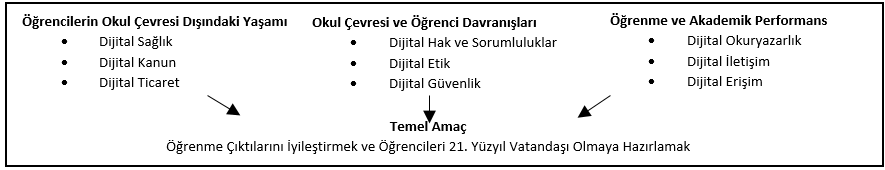 Öğrencilerin Okul Çevresi Dışındaki Yaşamı
• Dijital Sağlık
• Dijital Kanun
• Dijital Ticaret
Okul Çevresi ve Öğrenci Davranışları
• Dijital Hak ve Sorumluluklar
• Dijital Etik
• Dijital Güvenlik
Öğrenme ve Akademik Performans
• Dijital Okuryazarlık
• Dijital İletişim
• Dijital Erişim
Temel Amaç
Öğrenme Çıktılarını İyileştirmek ve Öğrencileri 21. Yüzyıl Vatandaşı Olmaya Hazırlamak